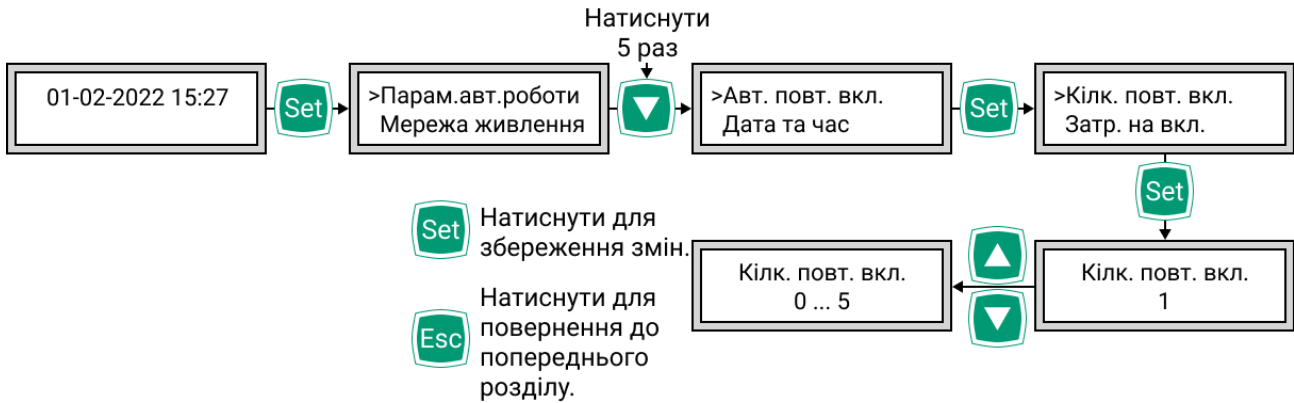 Натиснути
5 раз
01-02-2022 15:27
Set
>Парам.авт.роботи
Мережа живлення
>Авт. повт. вкл.
Дата та час
Set
>Кілк. повт. вкл.
Затр. на вкл.
Set
Кілк. повт. вкл.
1
Кілк. повт. вкл.
0 ... 5
Set
Натиснути для
збереження змін.
Esc
Натиснути для
повернення до
попереднього
розділу.